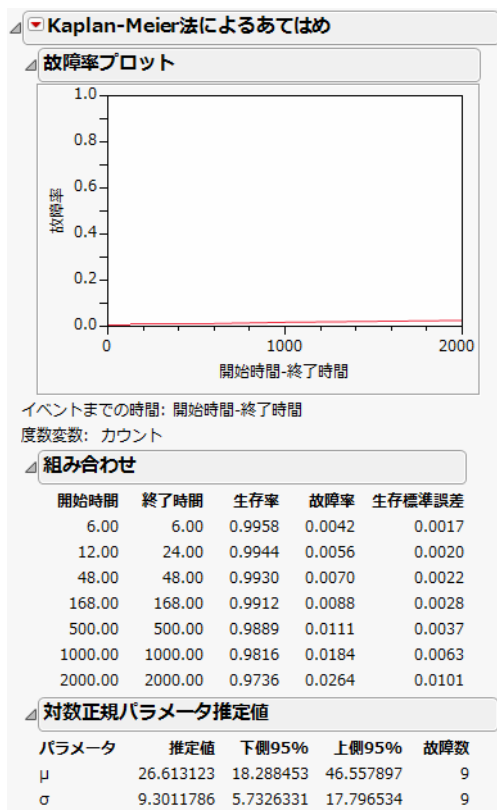 Kaplan-Meier法によるあてはめ
故障率プロット
1.0
0.8
0.6
0.4
0.2
0.0
故障率
0 1000 2000
開始時間-終了時間
イベントまでの時間: 開始時間-終了時間
度数変数: カウント
組み合わせ
開始時間 終了時間 生存率 故障率 生存標準誤差
6.00 6.00 0.9958 0.0042 0.0017
12.00 24.00 0.9944 0.0056 0.0020
48.00 48.00 0.9930 0.0070 0.0022
168.00 168.00 0.9912 0.0088 0.0028
500.00 500.00 0.9889 0.0111 0.0037
1000.00 1000.00 0.9816 0.0184 0.0063
2000.00 2000.00 0.9736 0.0264 0.0101
対数正規パラメータ推定値
パラメータ 推定値 下側95% 上側95% 故障数
μ 26.613123 18.288453 46.557897 9
σ 9.3011786 5.7326331 17.796534 9